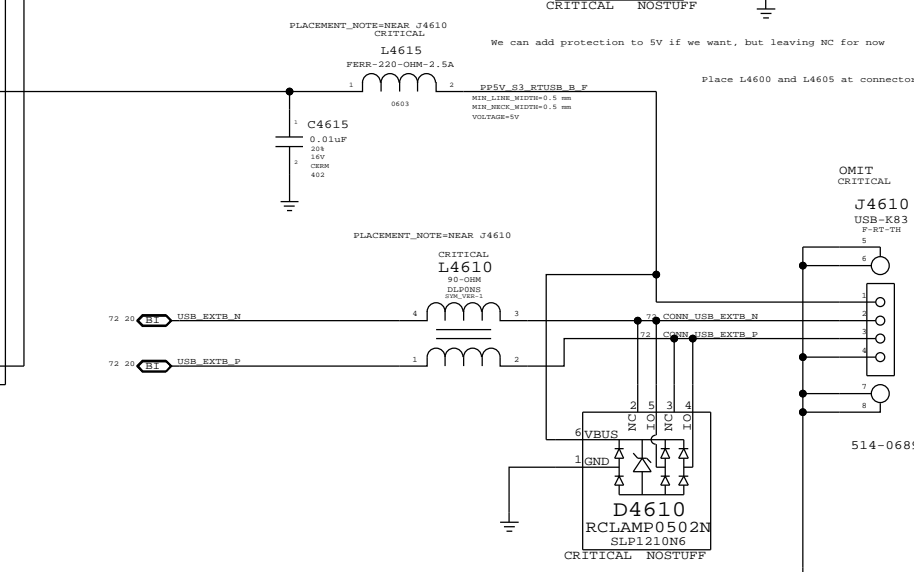 CRITICAL NOSTUFF
PLACEMENT_NOTE=NEAR J4610
CRITICAL
L4615
FERR-220-OHM-2.5A
1
2
0603
We can add protection to 5V if we want, but leaving NC for now
Place L4600 and L4605 at connector
PP5V_S3_RTUSB_B_F
MIN_LINE_WIDTH=0.5 mm
MIN_NECK_WIDTH=0.5 mm
VOLTAGE=5V
1
C4615
0.01uF
20%
16V
2
CERM
402
OMIT
CRITICAL
J4610
USB-K83
F-RT-TH
5
6
PLACEMENT_NOTE=NEAR J4610
CRITICAL
L4610
90-OHM
DLP0NS
SYM_VER-1
72 20 BI USB_EXTB_N
4
3
72 CONN_USB_EXTB_N
72 20 BI USB_EXTB_P
1
2
72 CONN_USB_EXTB_P
1
2
3
4
7
8
514-0689
2 5 3 4
NC IO NC IO
6 VBUS
1 GND
D4610
RCLAMP0502N
SLP1210N6
CRITICAL NOSTUFF